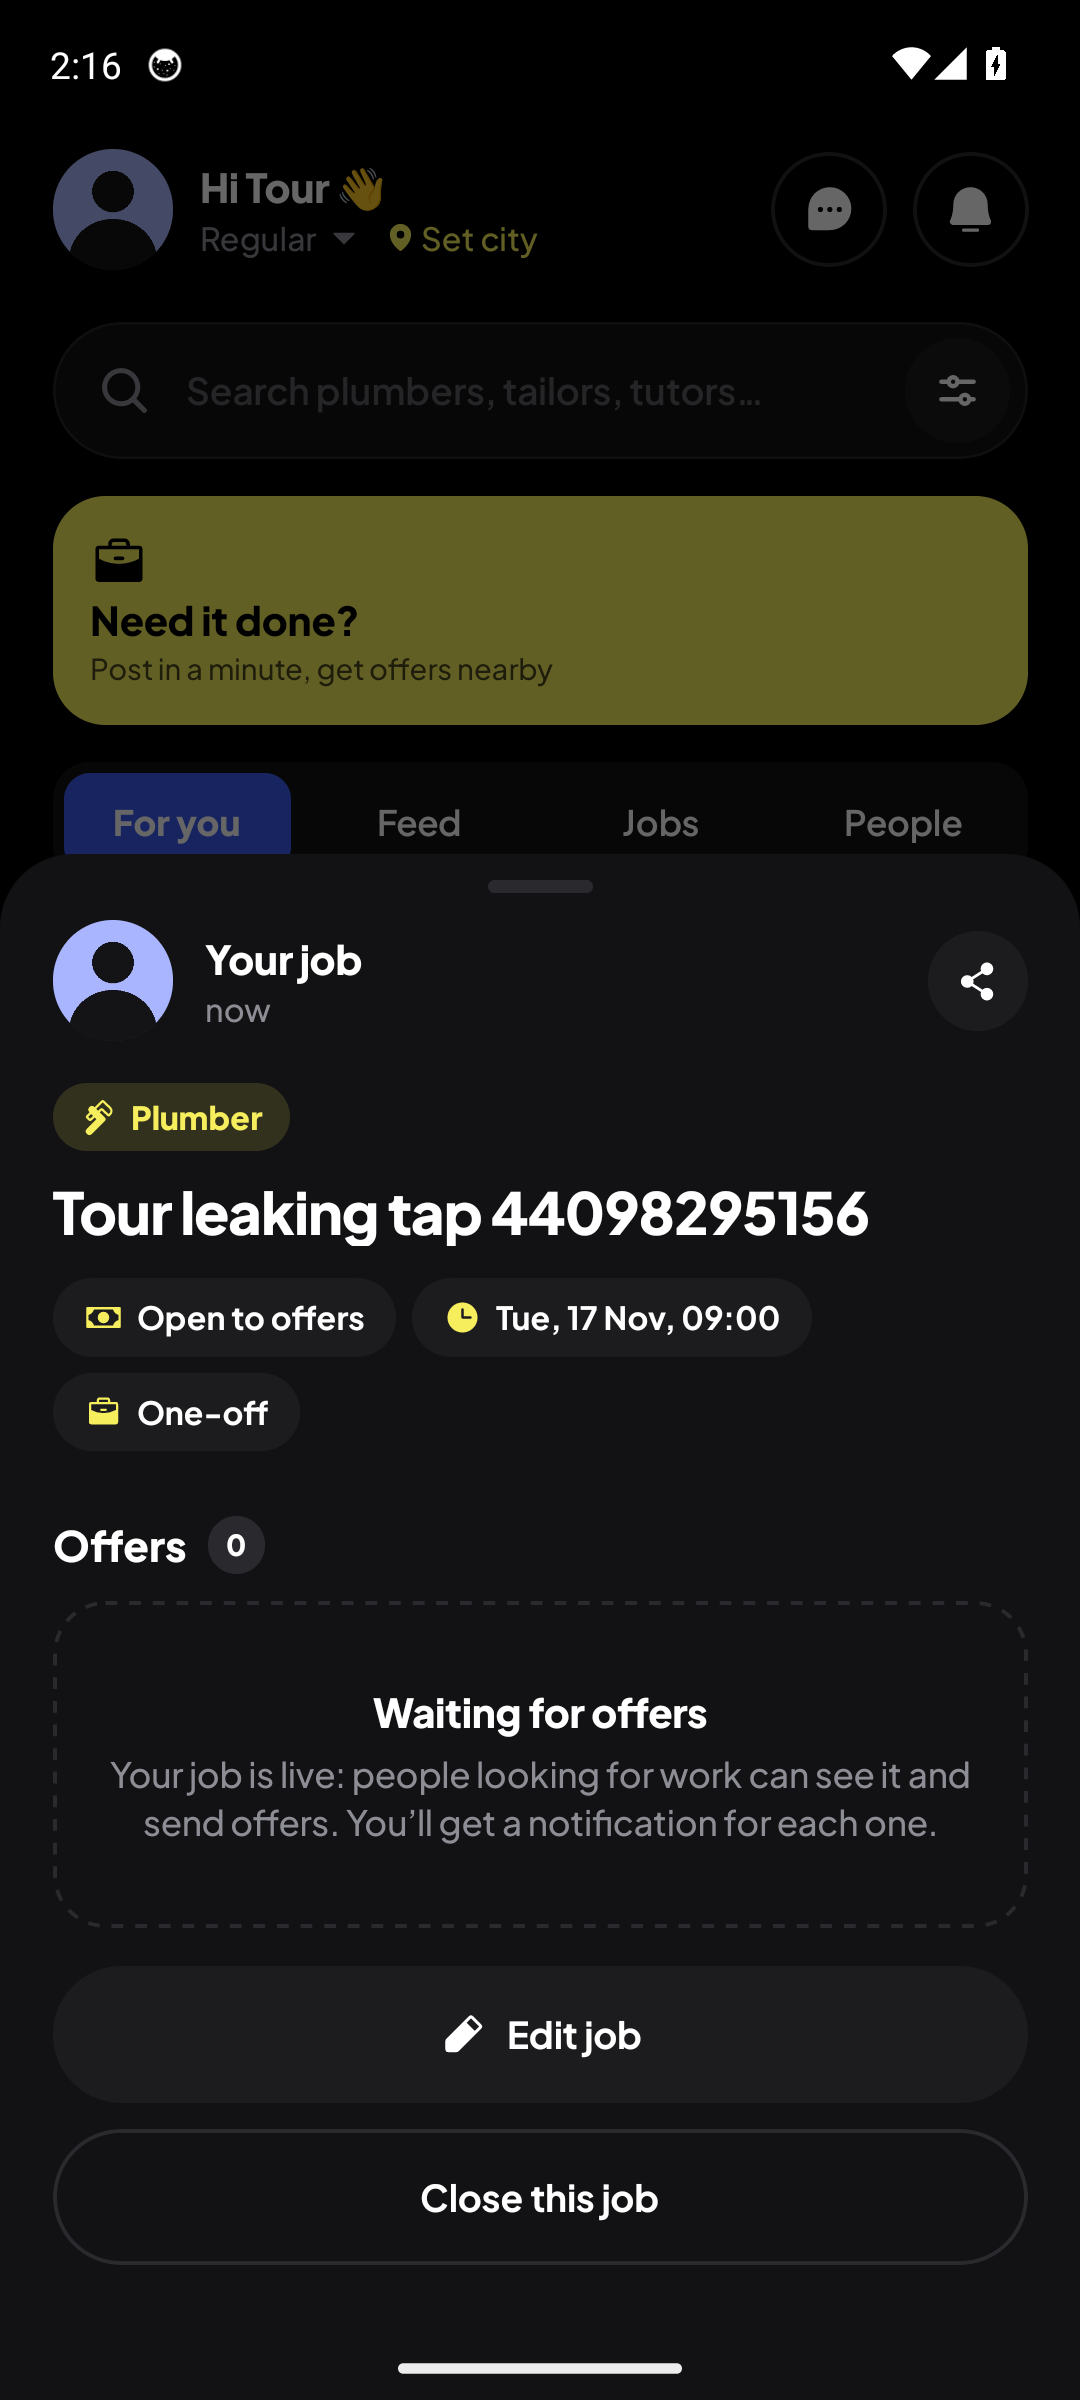 2:16
Hi Tour 👋
Regular
Set city
Search plumbers, tailors, tutors...
Need it done?
Post in a minute, get offers nearby
For you
Feed
Jobs
People
Your job
now
Plumber
Tour leaking tap 44098295156
Open to offers
Tue, 17 Nov, 09:00
One-off
Offers 0
Waiting for offers
Your job is live: people looking for work can see it and
send offers. You’ll get a notification for each one.
Edit job
Close this job